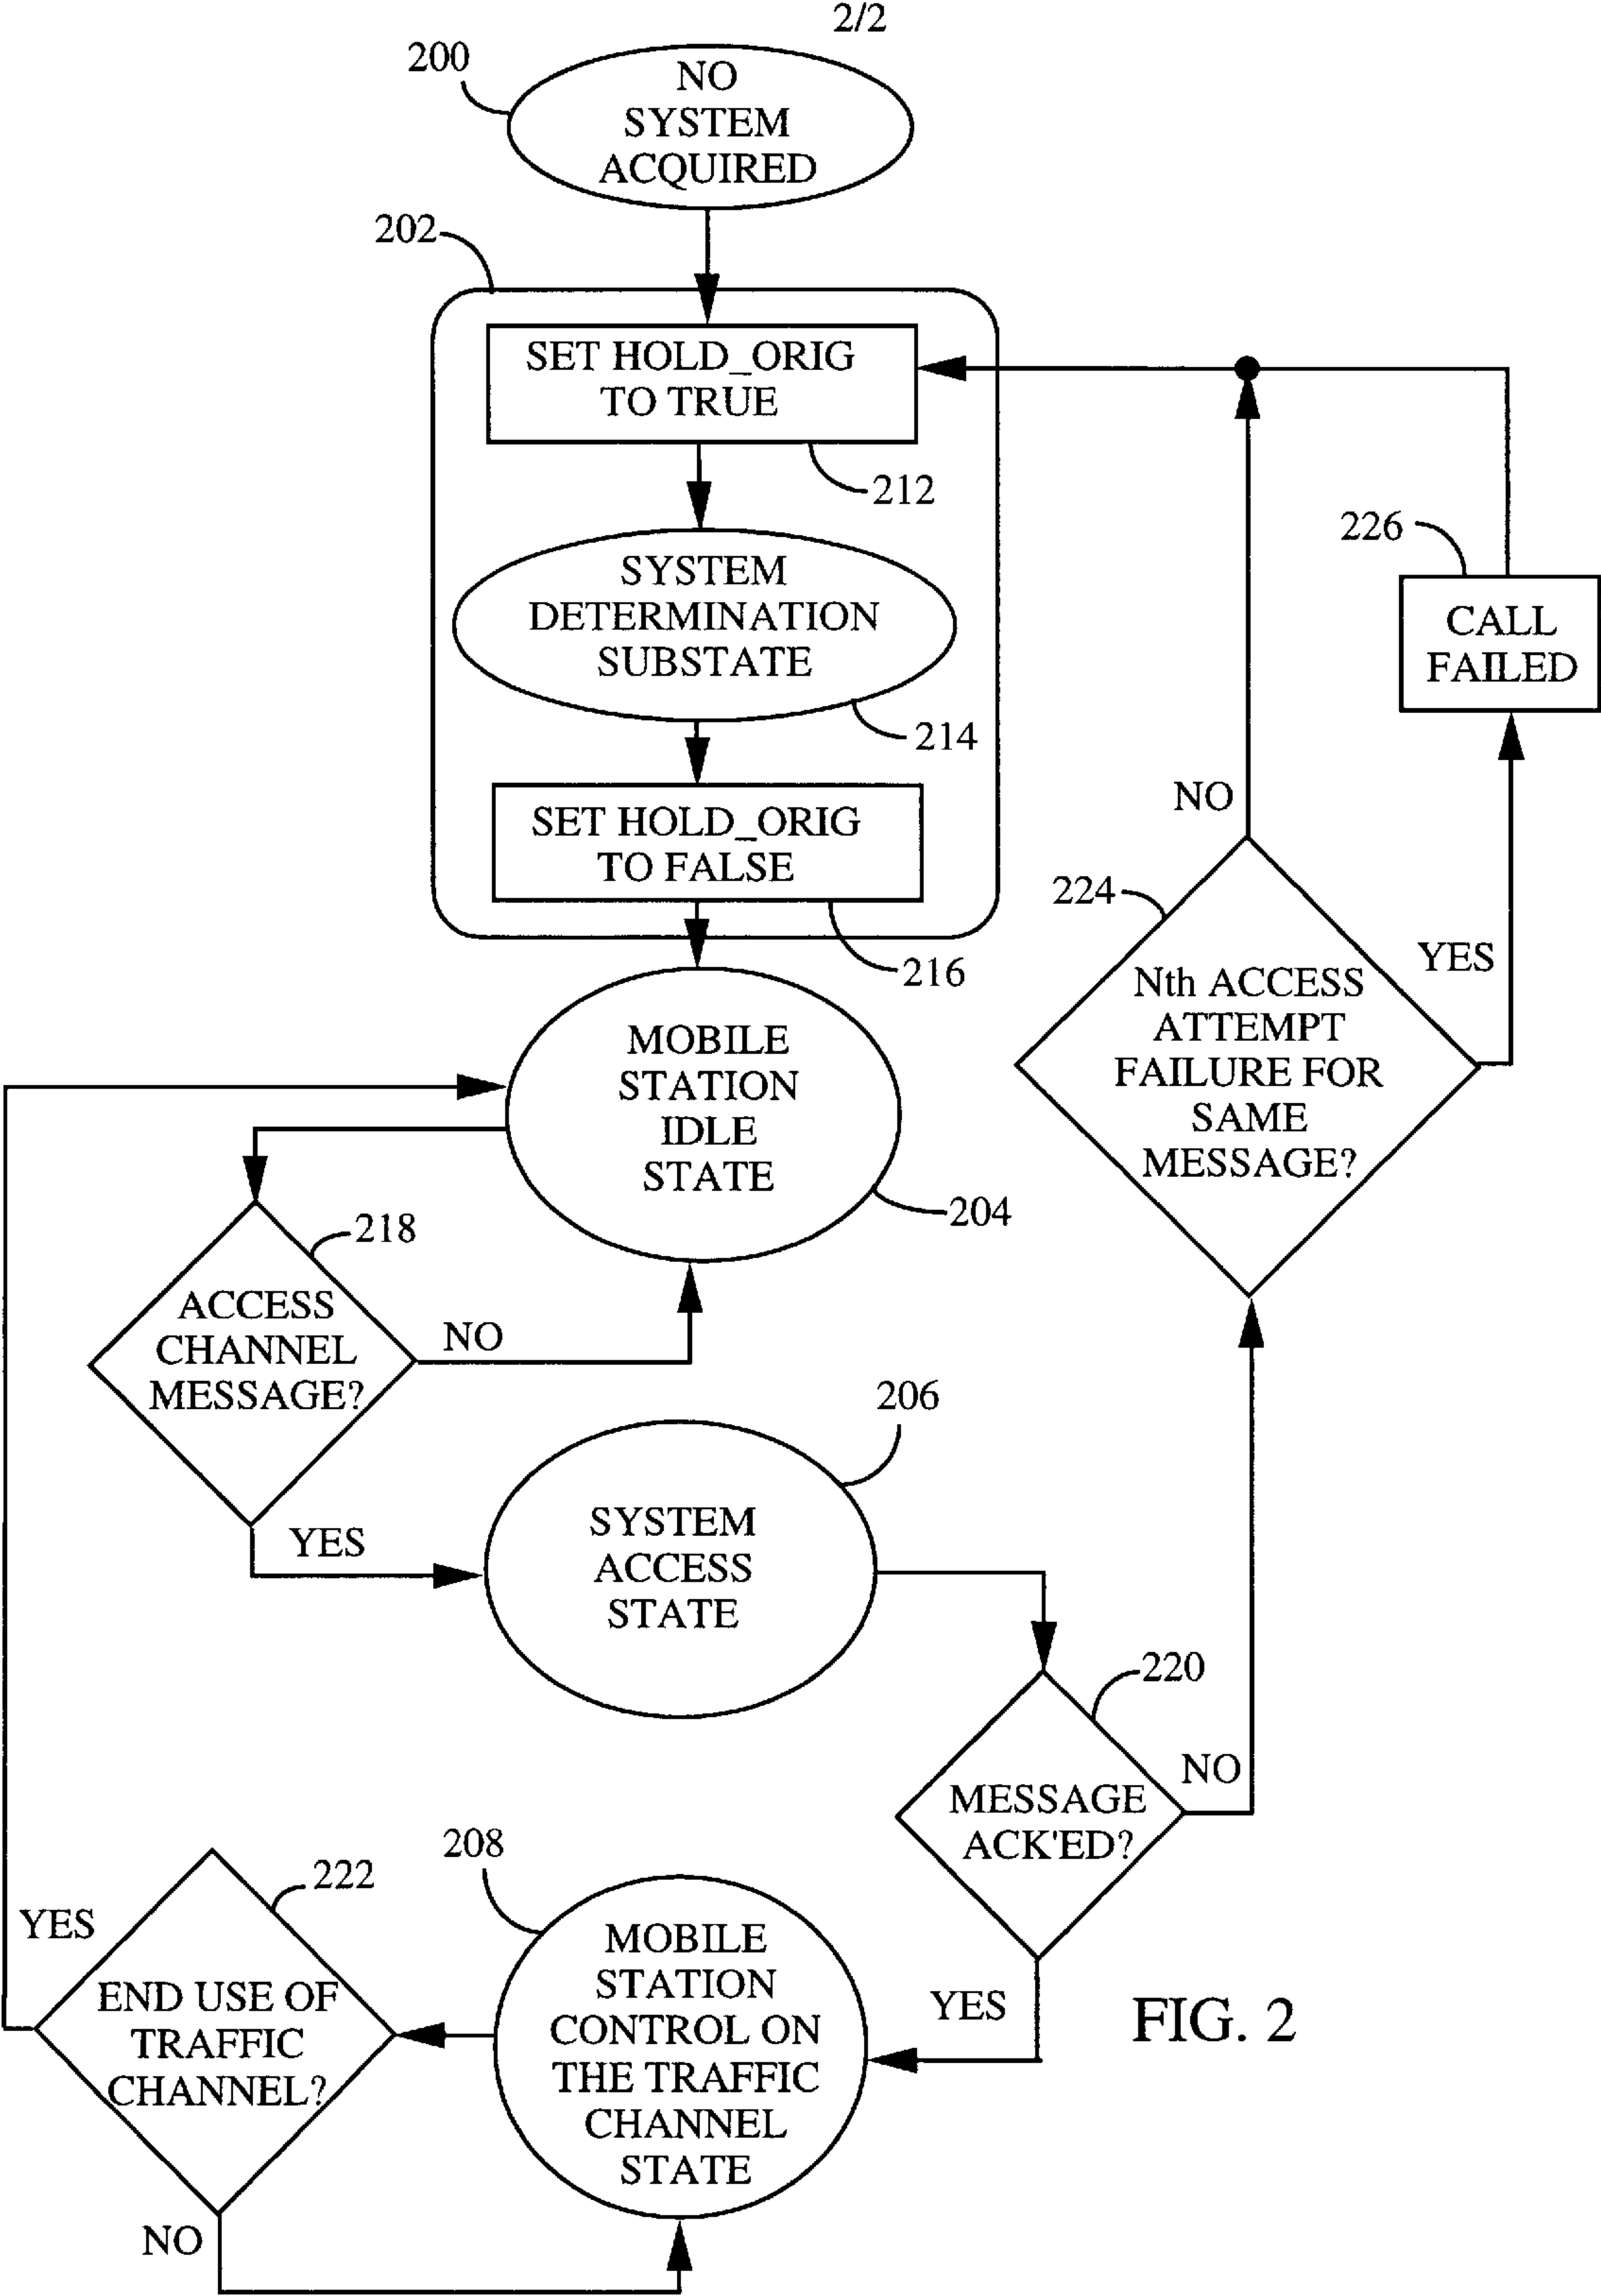 2/2
200
NO
SYSTEM
ACQUIRED
202
SET HOLD_ORIG
TO TRUE
212
SYSTEM
DETERMINATION
SUBSTATE
214
SET HOLD_ORIG
TO FALSE
216
226
CALL
FAILED
NO
224
YES
Nth ACCESS
ATTEMPT
FAILURE FOR
SAME
MESSAGE?
MOBILE
STATION
IDLE
STATE
204
218
ACCESS
CHANNEL
MESSAGE?
NO
YES
206
SYSTEM
ACCESS
STATE
220
NO
MESSAGE
ACK'ED?
YES
208
MOBILE
STATION
CONTROL ON
THE TRAFFIC
CHANNEL
STATE
222
YES
END USE OF
TRAFFIC
CHANNEL?
NO
FIG. 2